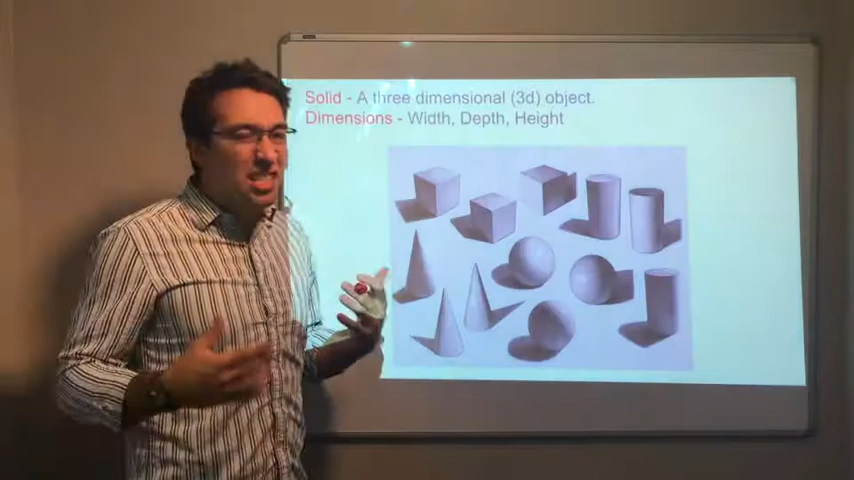 Solid - A three dimensional (3d) object.
Dimensions - Width, Depth, Height